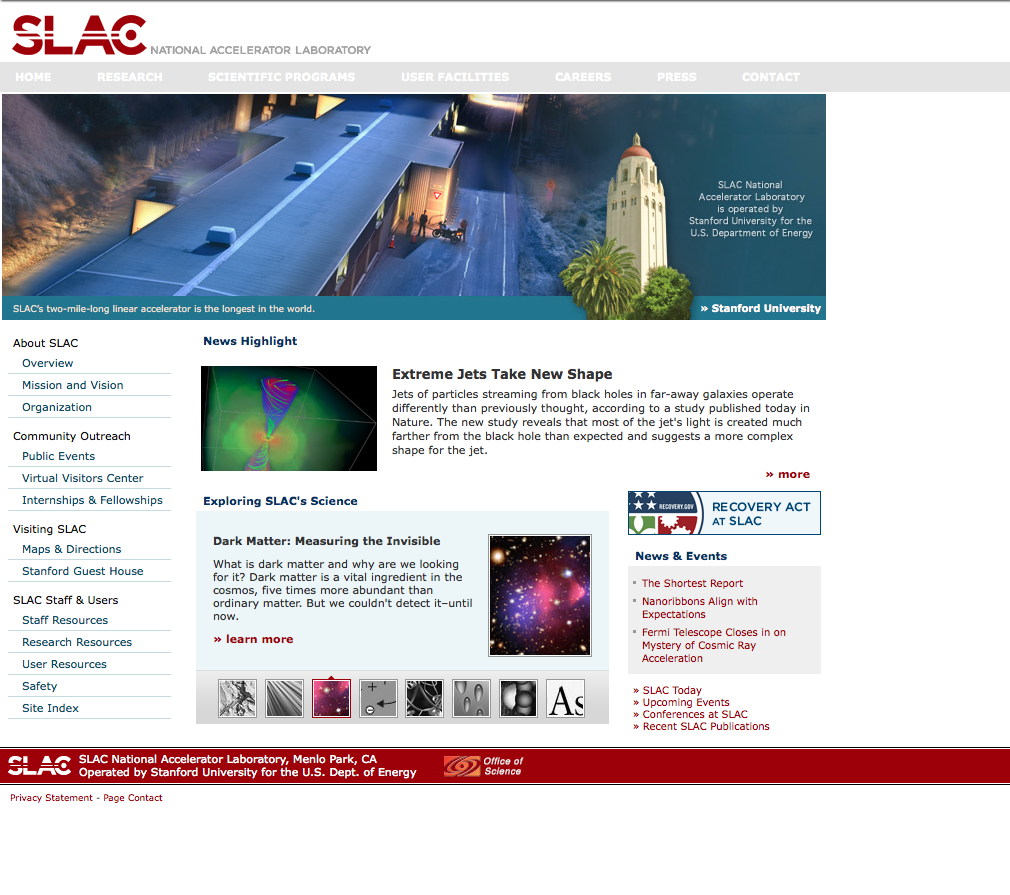 SLAC NATIONAL ACCELERATOR LABORATORY
HOME RESEARCH SCIENTIFIC PROGRAMS USER FACILITIES CAREERS PRESS CONTACT
SLAC National
Accelerator Laboratory
is operated by
Stanford University for the
U.S. Department of Energy
SLAC's two-mile-long linear accelerator is the longest in the world.
» Stanford University
About SLAC
Overview
Mission and Vision
Organization
Community Outreach
Public Events
Virtual Visitors Center
Internships & Fellowships
Visiting SLAC
Maps & Directions
Stanford Guest House
SLAC Staff & Users
Staff Resources
Research Resources
User Resources
Safety
Site Index
News Highlight
Extreme Jets Take New Shape
Jets of particles streaming from black holes in far-away galaxies operate
differently than previously thought, according to a study published today in
Nature. The new study reveals that most of the jet's light is created much
farther from the black hole than expected and suggests a more complex
shape for the jet.
» more
Exploring SLAC's Science
Dark Matter: Measuring the Invisible
What is dark matter and why are we looking
for it? Dark matter is a vital ingredient in the
cosmos, five times more abundant than
ordinary matter. But we couldn't detect it–until
now.
» learn more
As
RECOVERY.GOV
RECOVERY ACT
AT SLAC
News & Events
The Shortest Report
Nanoribbons Align with
Expectations
Fermi Telescope Closes in on
Mystery of Cosmic Ray
Acceleration
» SLAC Today
» Upcoming Events
» Conferences at SLAC
» Recent SLAC Publications
SLAC
SLAC National Accelerator Laboratory, Menlo Park, CA
Operated by Stanford University for the U.S. Dept. of Energy
Office of
Science
Privacy Statement - Page Contact